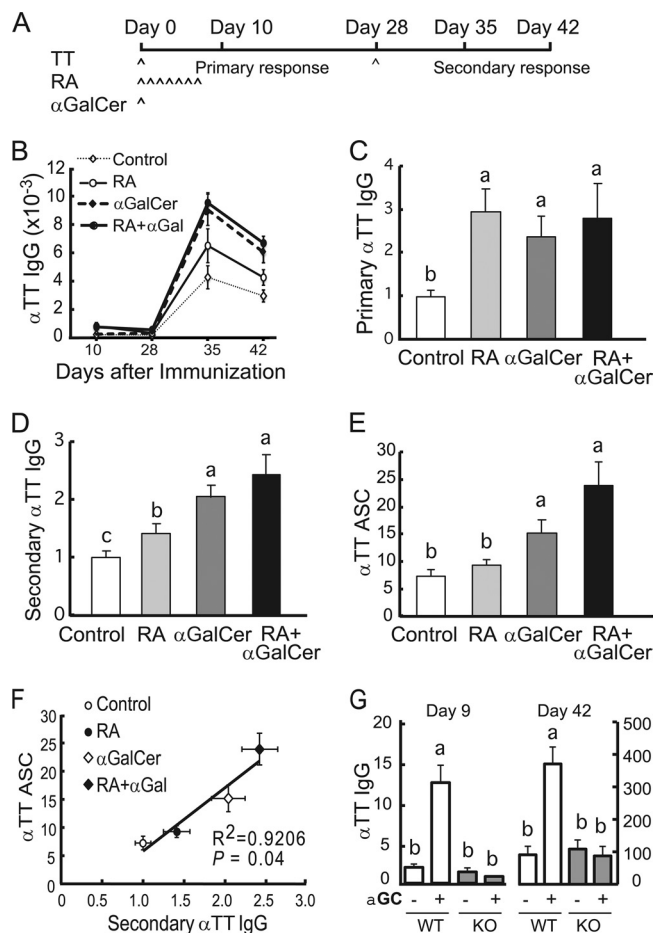 A
Day 0 Day 10 Day 28 Day 35 Day 42
TT ^ Primary response ^ Secondary response
RA ^^^^^^^
αGalCer ^
B
Control
RA
αGalCer
RA+αGal
αTT IgG (x10⁻³)
12
10
8
6
4
2
0
10 28 35 42
Days after Immunization
C
Primary αTT IgG
4
3
2
1
0
b a a a
Control RA αGalCer RA+
αGalCer
D
Secondary αTT IgG
3
2
1
0
c b a a
Control RA αGalCer RA+
αGalCer
E
αTT ASC
30
25
20
15
10
5
0
b b a a
Control RA αGalCer RA+
αGalCer
F
Control
RA
αGalCer
RA+αGal
αTT ASC
30
25
20
15
10
5
0
R²=0.9206
P = 0.04
0.0 0.5 1.0 1.5 2.0 2.5 3.0
Secondary αTT IgG
G
Day 9 Day 42
αTT IgG
20
15
10
5
0
500
400
300
200
100
0
b a b b b a b b
aGC - + - + - + - +
WT KO WT KO